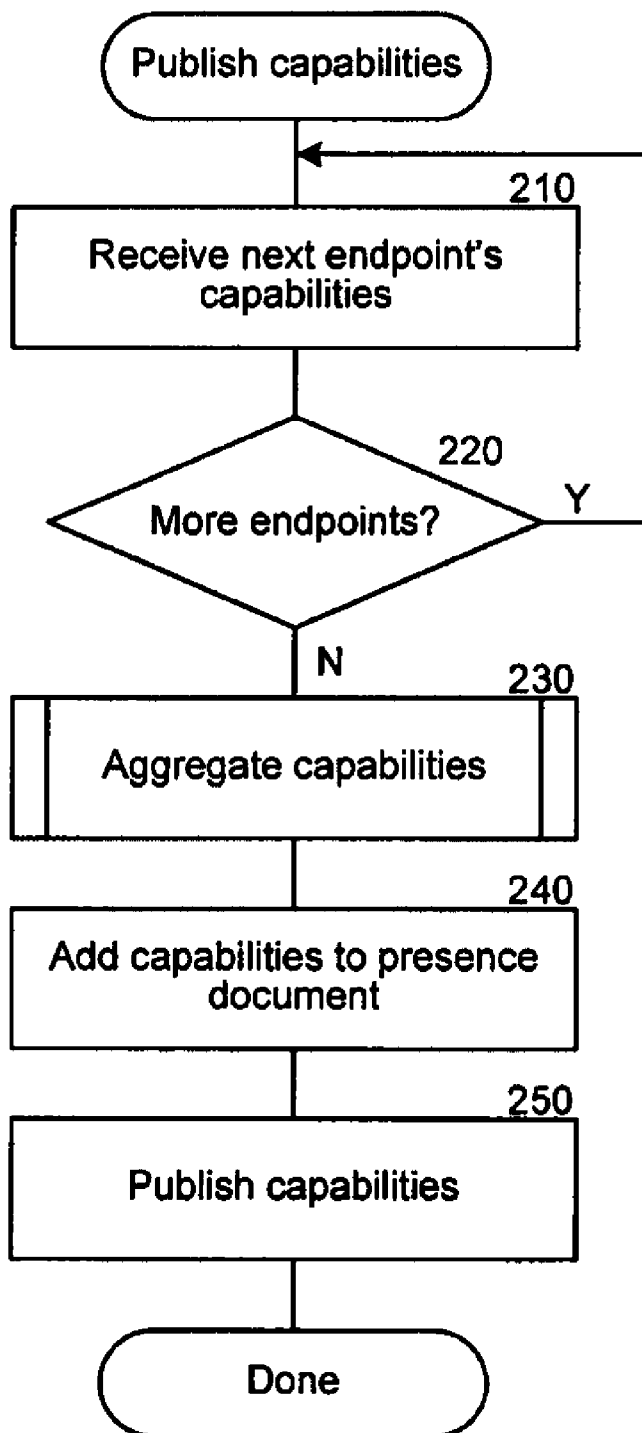 Publish capabilities
210
Receive next endpoint's
capabilities
220
More endpoints?
Y
N
230
Aggregate capabilities
240
Add capabilities to presence
document
250
Publish capabilities
Done